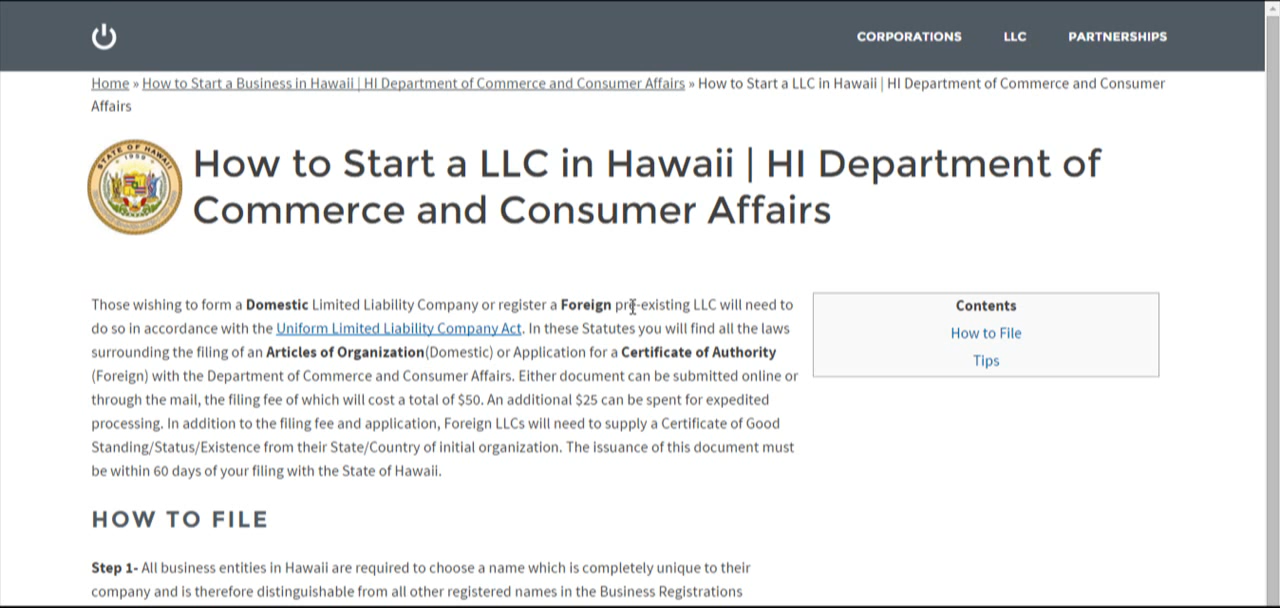 CORPORATIONS LLC PARTNERSHIPS
Home » How to Start a Business in Hawaii | HI Department of Commerce and Consumer Affairs » How to Start a LLC in Hawaii | HI Department of Commerce and Consumer
Affairs
STATE OF HAWAII
1959
How to Start a LLC in Hawaii | HI Department of
Commerce and Consumer Affairs
Those wishing to form a Domestic Limited Liability Company or register a Foreign pre-existing LLC will need to
do so in accordance with the Uniform Limited Liability Company Act. In these Statutes you will find all the laws
surrounding the filing of an Articles of Organization(Domestic) or Application for a Certificate of Authority
(Foreign) with the Department of Commerce and Consumer Affairs. Either document can be submitted online or
through the mail, the filing fee of which will cost a total of $50. An additional $25 can be spent for expedited
processing. In addition to the filing fee and application, Foreign LLCs will need to supply a Certificate of Good
Standing/Status/Existence from their State/Country of initial organization. The issuance of this document must
be within 60 days of your filing with the State of Hawaii.
Contents
How to File
Tips
HOW TO FILE
Step 1- All business entities in Hawaii are required to choose a name which is completely unique to their
company and is therefore distinguishable from all other registered names in the Business Registrations